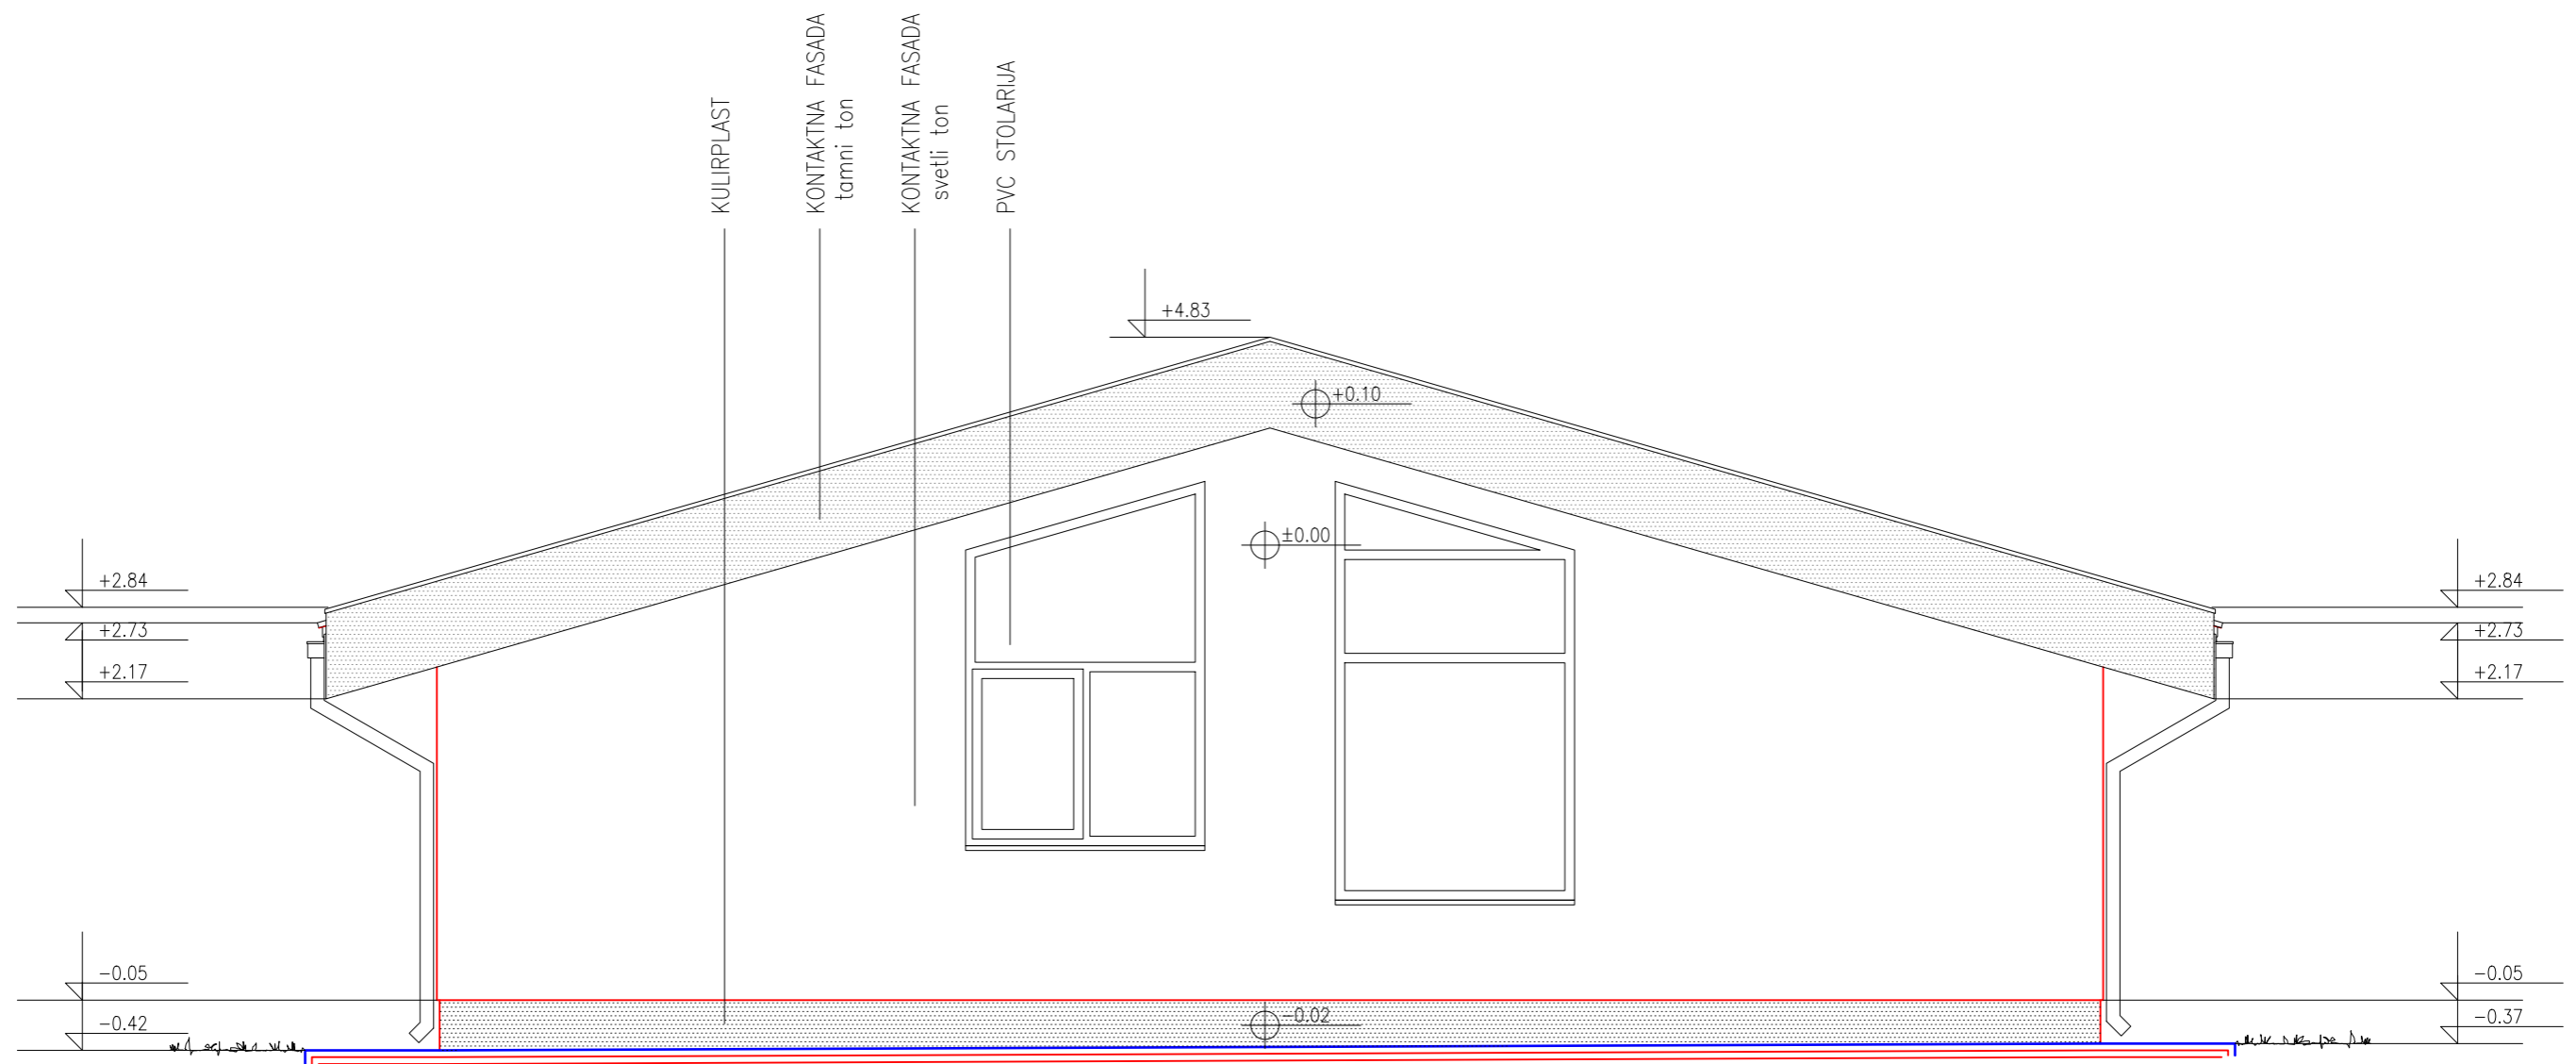 KULIRPLAST
KONTAKTNA FASADA
tamni ton
KONTAKTNA FASADA
svetli ton
PVC STOLARIJA
+4.83
+0.10
±0.00
+2.84
+2.84
+2.73
+2.73
+2.17
+2.17
-0.05
-0.05
-0.42
-0.02
-0.37